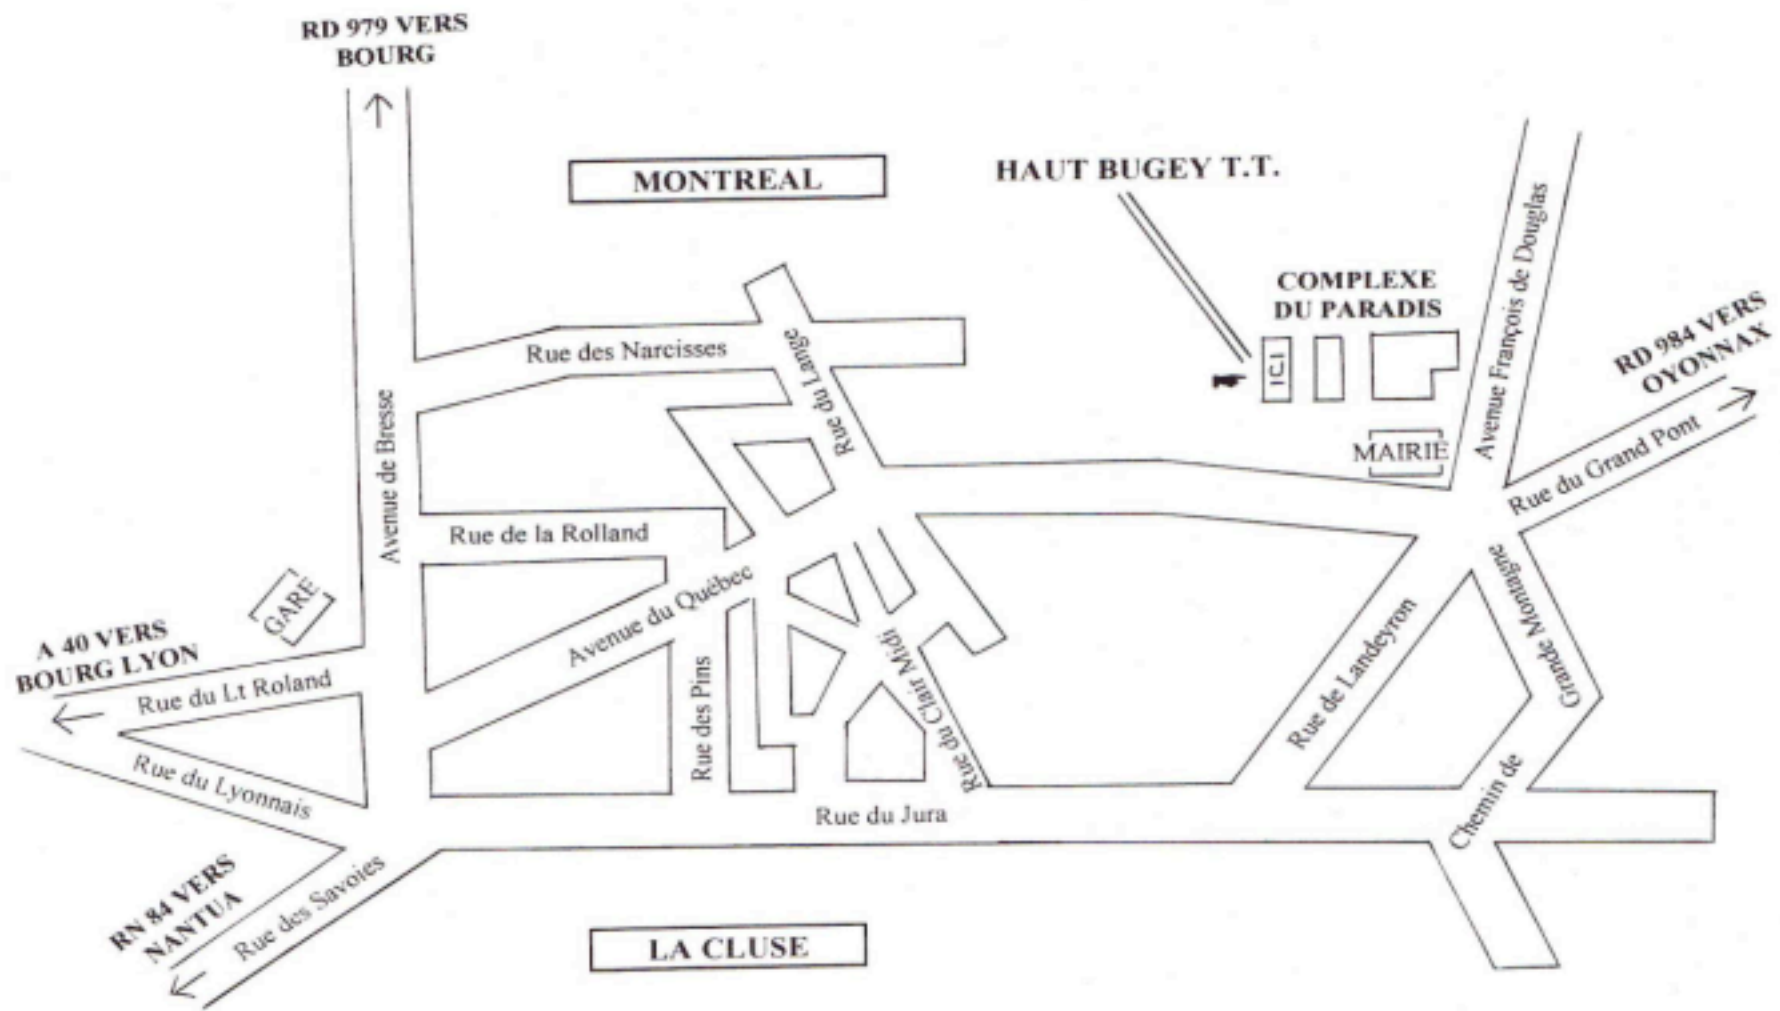 RD 979 VERS
BOURG
MONTREAL
HAUT BUGEY T.T.
COMPLEXE
DU PARADIS
ICI
MAIRIE
Avenue François de Douglas
RD 984 VERS
OYONNAX
Rue du Grand Pont
Rue des Narcisses
Rue du Lange
Avenue de Bresse
Rue de la Rolland
GARE
Avenue du Québec
A 40 VERS
BOURG LYON
Rue du Lt Roland
Rue du Lyonnais
Rue des Pins
Rue du Clair Midi
Rue de Landeyron
Chemin de
Grande Montagne
Rue du Jura
RN 84 VERS
NANTUA
Rue des Savoies
LA CLUSE